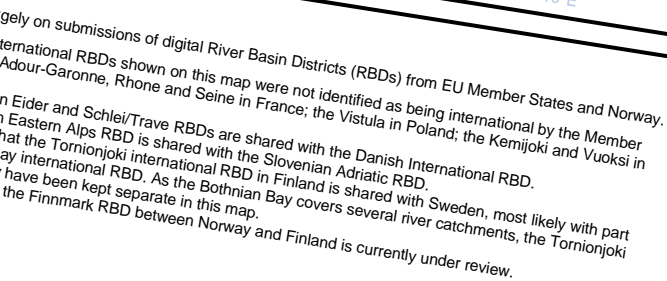 gely on submissions of digital River Basin Districts (RBDs) from EU Member States and Norway.
ternational RBDs shown on this map were not identified as being international by the Member
Adour-Garonne, Rhone and Seine in France; the Vistula in Poland; the Kemijoki and Vuoksi in
n Eider and Schlei/Trave RBDs are shared with the Danish International RBD.
Eastern Alps RBD is shared with the Slovenian Adriatic RBD.
hat the Tornionjoki international RBD in Finland is shared with Sweden, most likely with part
ay international RBD. As the Bothnian Bay covers several river catchments, the Tornionjoki
have been kept separate in this map.
the Finnmark RBD between Norway and Finland is currently under review.